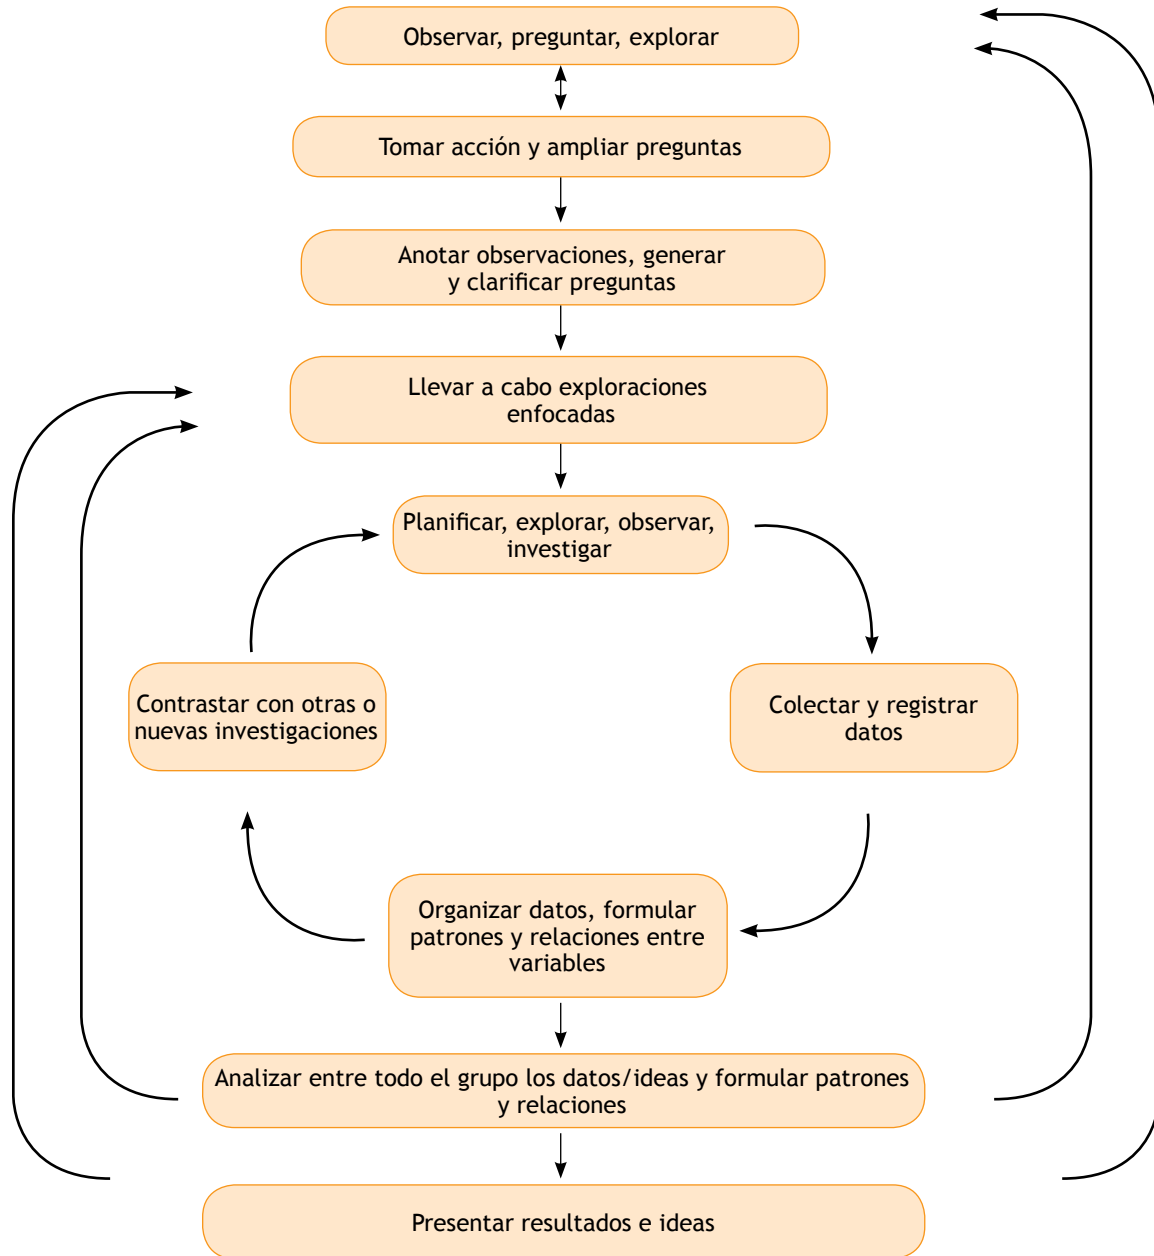 Observar, preguntar, explorar
Tomar acción y ampliar preguntas
Anotar observaciones, generar
y clarificar preguntas
Llevar a cabo exploraciones
enfocadas
Planificar, explorar, observar,
investigar
Contrastar con otras o
nuevas investigaciones
Colectar y registrar
datos
Organizar datos, formular
patrones y relaciones entre
variables
Analizar entre todo el grupo los datos/ideas y formular patrones
y relaciones
Presentar resultados e ideas